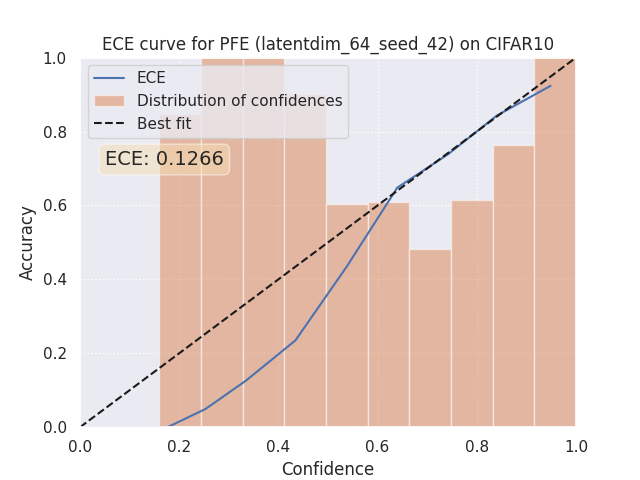 ECE curve for PFE (latentdim_64_seed_42) on CIFAR10
1.0
0.8
0.6
0.4
0.2
0.0
Accuracy
ECE
Distribution of confidences
Best fit
ECE: 0.1266
0.0 0.2 0.4 0.6 0.8 1.0
Confidence